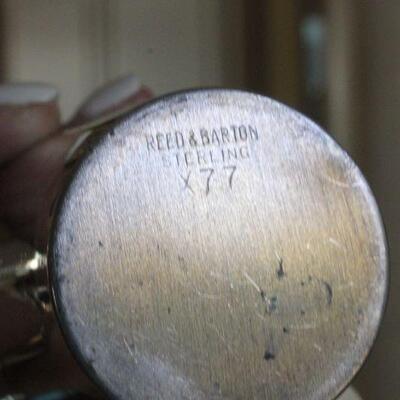 REED & BARTON
STERLING
X77